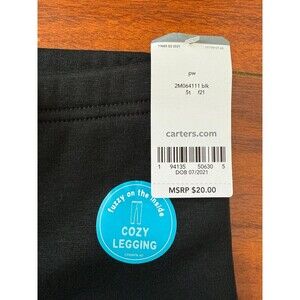 pw
2M064111 blk
5t f21
carters.com
1 94135 50630 5
DOB 07/2021
MSRP $20.00
fuzzy on the inside
COZY
LEGGING